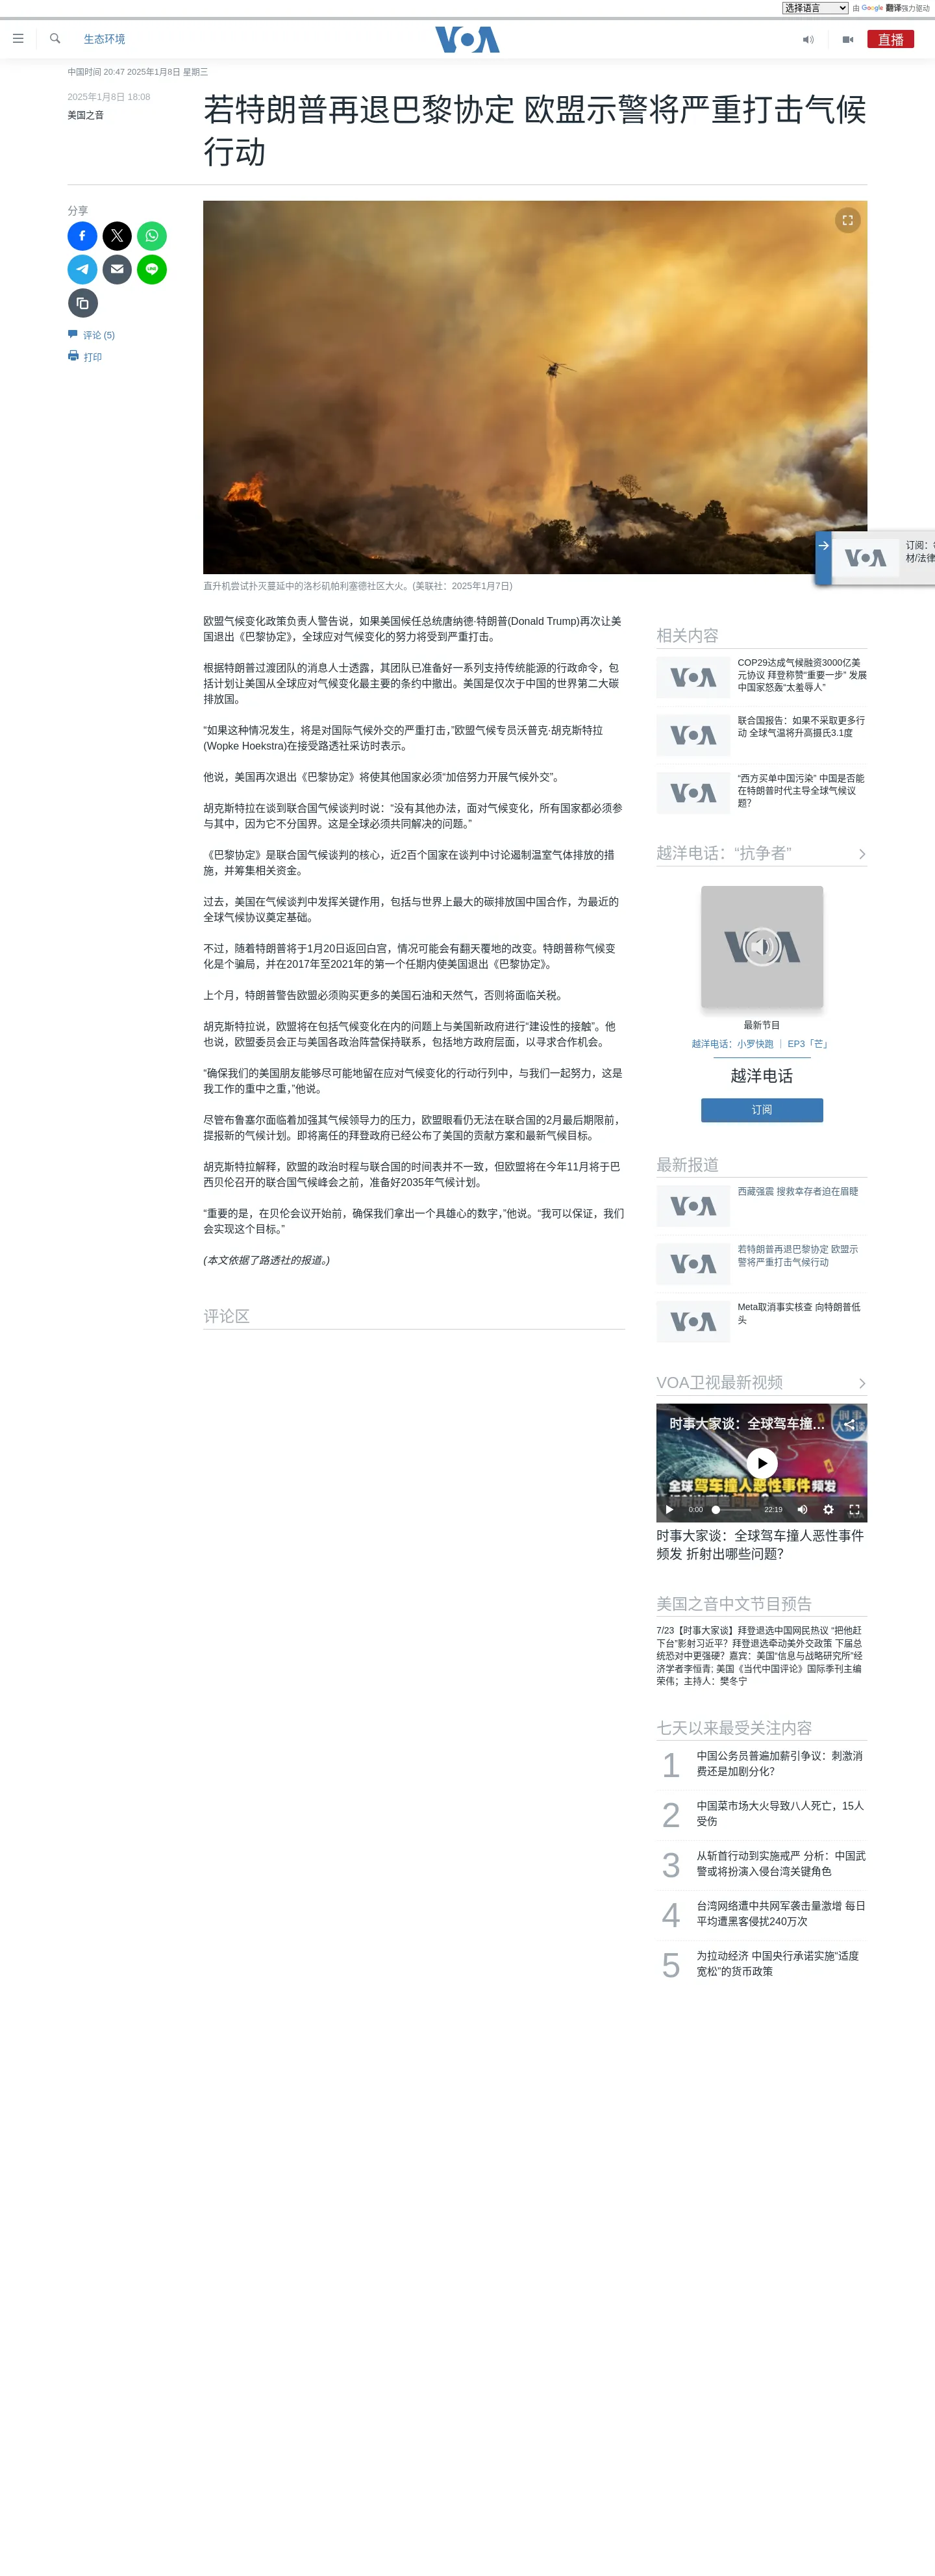 选择语言 由 Google 翻译强力驱动
生态环境
VOA
直播
中国时间 20:47 2025年1月8日 星期三
2025年1月8日 18:08
美国之音
若特朗普再退巴黎协定 欧盟示警将严重打击气候
行动
分享
评论 (5)
打印
直升机尝试扑灭蔓延中的洛杉矶帕利塞德社区大火。(美联社：2025年1月7日)
VOA
材/法律
欧盟气候变化政策负责人警告说，如果美国候任总统唐纳德·特朗普(Donald Trump)再次让美
国退出《巴黎协定》，全球应对气候变化的努力将受到严重打击。
根据特朗普过渡团队的消息人士透露，其团队已准备好一系列支持传统能源的行政命令，包
括计划让美国从全球应对气候变化最主要的条约中撤出。美国是仅次于中国的世界第二大碳
排放国。
“如果这种情况发生，将是对国际气候外交的严重打击，”欧盟气候专员沃普克·胡克斯特拉
(Wopke Hoekstra)在接受路透社采访时表示。
他说，美国再次退出《巴黎协定》将使其他国家必须“加倍努力开展气候外交”。
胡克斯特拉在谈到联合国气候谈判时说：“没有其他办法，面对气候变化，所有国家都必须参
与其中，因为它不分国界。这是全球必须共同解决的问题。”
《巴黎协定》是联合国气候谈判的核心，近2百个国家在谈判中讨论遏制温室气体排放的措
施，并筹集相关资金。
过去，美国在气候谈判中发挥关键作用，包括与世界上最大的碳排放国中国合作，为最近的
全球气候协议奠定基础。
不过，随着特朗普将于1月20日返回白宫，情况可能会有翻天覆地的改变。特朗普称气候变
化是个骗局，并在2017年至2021年的第一个任期内使美国退出《巴黎协定》。
上个月，特朗普警告欧盟必须购买更多的美国石油和天然气，否则将面临关税。
胡克斯特拉说，欧盟将在包括气候变化在内的问题上与美国新政府进行“建设性的接触”。他
也说，欧盟委员会正与美国各政治阵营保持联系，包括地方政府层面，以寻求合作机会。
“确保我们的美国朋友能够尽可能地留在应对气候变化的行动行列中，与我们一起努力，这是
我工作的重中之重，”他说。
尽管布鲁塞尔面临着加强其气候领导力的压力，欧盟眼看仍无法在联合国的2月最后期限前，
提报新的气候计划。即将离任的拜登政府已经公布了美国的贡献方案和最新气候目标。
胡克斯特拉解释，欧盟的政治时程与联合国的时间表并不一致，但欧盟将在今年11月将于巴
西贝伦召开的联合国气候峰会之前，准备好2035年气候计划。
“重要的是，在贝伦会议开始前，确保我们拿出一个具雄心的数字，”他说。“我可以保证，我们
会实现这个目标。”
(本文依据了路透社的报道。)
评论区
相关内容
VOA
COP29达成气候融资3000亿美
元协议 拜登称赞“重要一步” 发展
中国家怒轰“太羞辱人”
VOA
联合国报告：如果不采取更多行
动 全球气温将升高摄氏3.1度
VOA
“西方买单中国污染” 中国是否能
在特朗普时代主导全球气候议
题？
越洋电话：“抗争者”
VOA
最新节目
越洋电话：小罗快跑 ｜ EP3「芒」
越洋电话
订阅
最新报道
VOA
西藏强震 搜救幸存者迫在眉睫
VOA
若特朗普再退巴黎协定 欧盟示
警将严重打击气候行动
VOA
Meta取消事实核查 向特朗普低
头
VOA卫视最新视频
时事大家谈：全球驾车撞...
全球驾车撞人恶性事件频发
0:00 22:19
时事大家谈：全球驾车撞人恶性事件
频发 折射出哪些问题？
美国之音中文节目预告
7/23【时事大家谈】拜登退选中国网民热议 “把他赶
下台”影射习近平？拜登退选牵动美外交政策 下届总
统恐对中更强硬？嘉宾：美国“信息与战略研究所”经
济学者李恒青; 美国《当代中国评论》国际季刊主编
荣伟；主持人：樊冬宁
七天以来最受关注内容
1 中国公务员普遍加薪引争议：刺激消
费还是加剧分化？
2 中国菜市场大火导致八人死亡，15人
受伤
3 从斩首行动到实施戒严 分析：中国武
警或将扮演入侵台湾关键角色
4 台湾网络遭中共网军袭击量激增 每日
平均遭黑客侵扰240万次
5 为拉动经济 中国央行承诺实施“适度
宽松”的货币政策